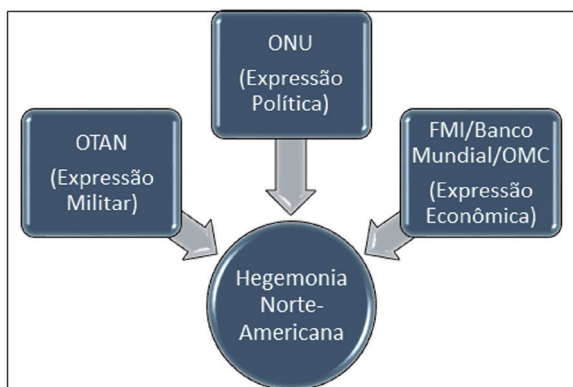 ONU
(Expressão
Política)
OTAN
(Expressão
Militar)
FMI/Banco
Mundial/OMC
(Expressão
Econômica)
Hegemonia
Norte-
Americana